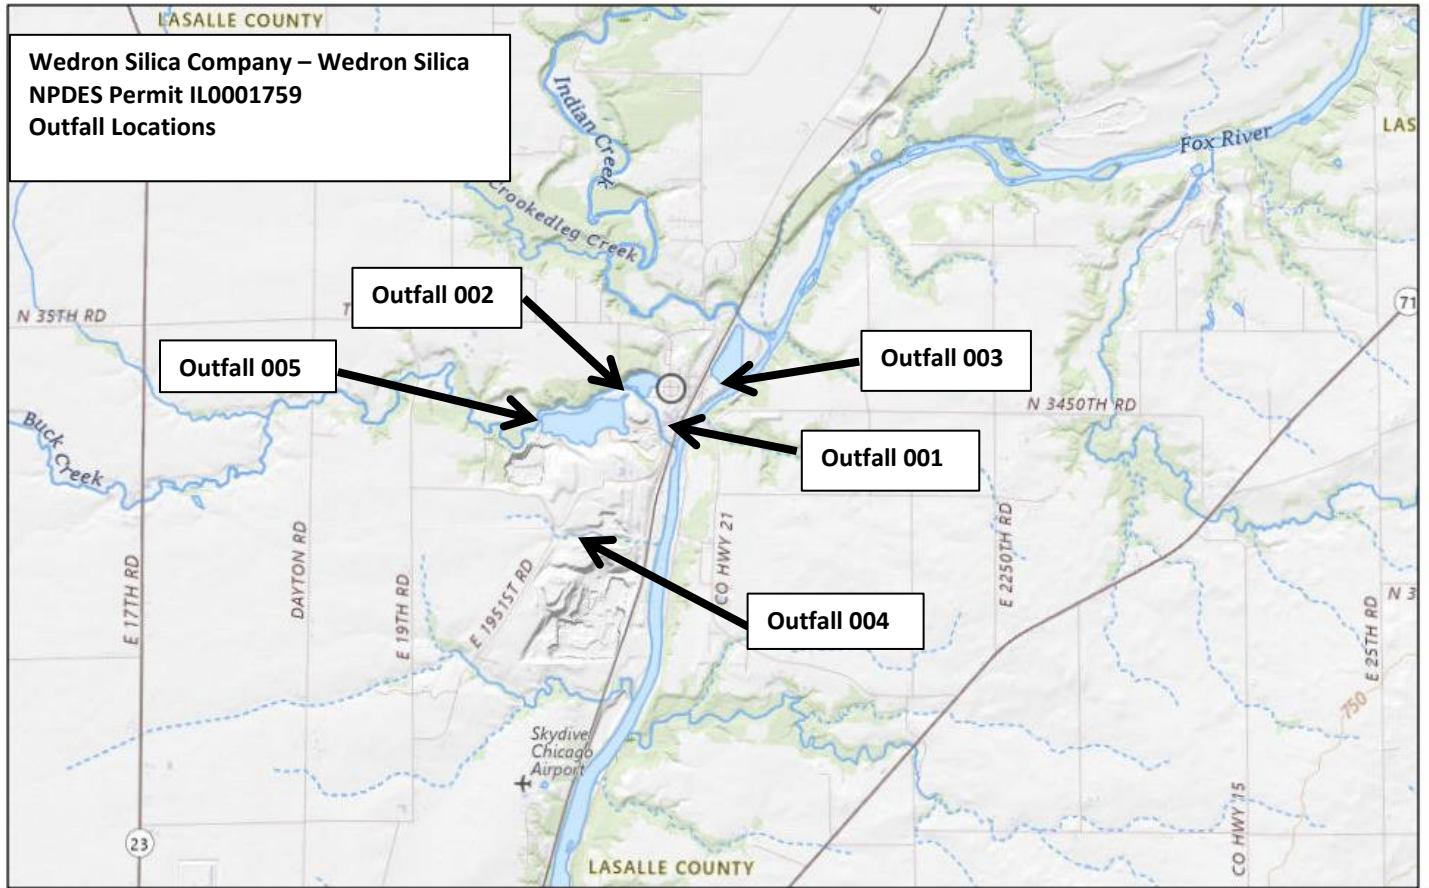 LASALLE COUNTY
Wedron Silica Company – Wedron Silica
NPDES Permit IL0001759
Outfall Locations
Indian Creek
Fox River
LAS
Crookedleg Creek
Outfall 002
N 35TH RD
T
71
Outfall 005
Outfall 003
N 3450TH RD
Buck Creek
Outfall 001
E 17TH RD
DAYTON RD
E 19TH RD
E 1951ST RD
CO HWY 21
E 2250TH RD
N 3
E 25TH RD
Outfall 004
750
Skydive
Chicago
Airport
CO HWY 15
23
LASALLE COUNTY